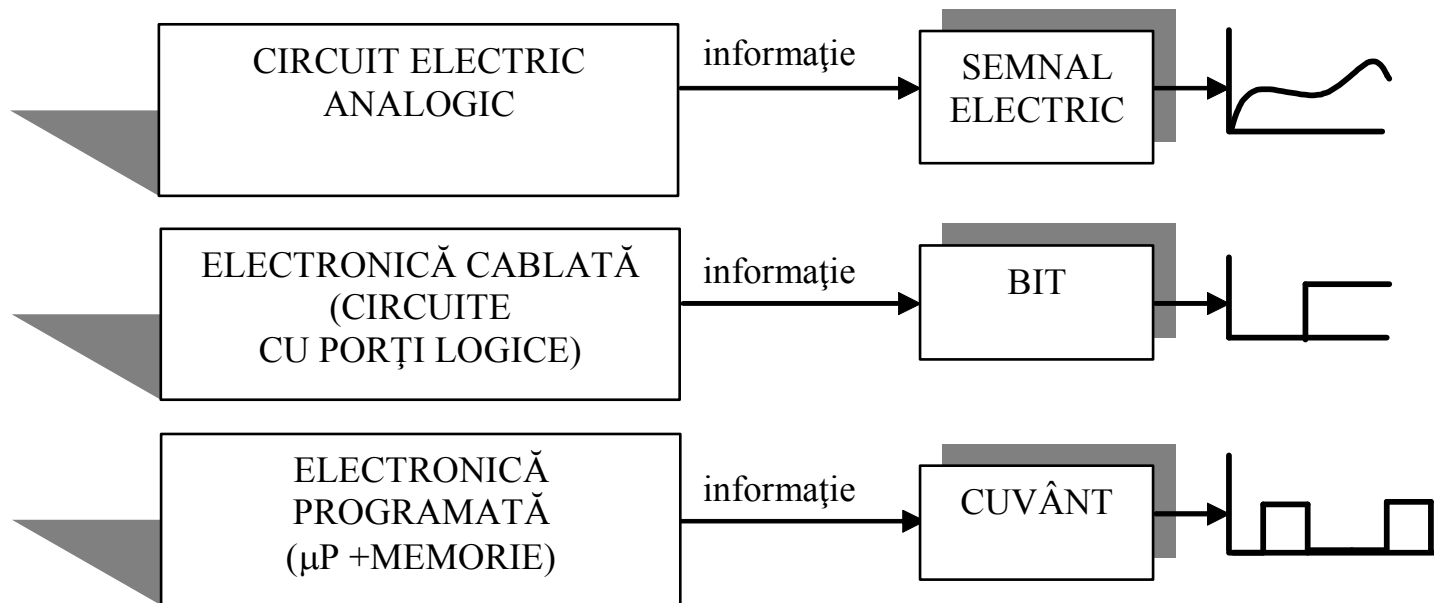 CIRCUIT ELECTRIC
ANALOGIC
informaţie
SEMNAL
ELECTRIC
ELECTRONICĂ CABLATĂ
(CIRCUITE
CU PORŢI LOGICE)
informaţie
BIT
ELECTRONICĂ
PROGRAMATĂ
(μP +MEMORIE)
informaţie
CUVÂNT